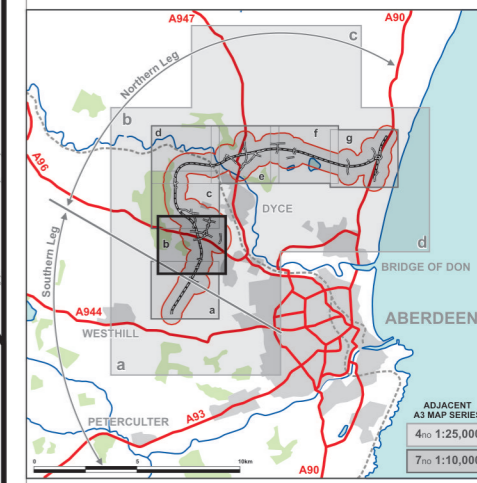 A947
A90
c
Northern Leg
b
d
f
g
A96
e
c
DYCE
b
d
Southern Leg
BRIDGE OF DON
A944
a
ABERDEEN
WESTHILL
a
ADJACENT
A3 MAP SERIES
4no 1:25,000
PETERCULTER
A93
7no 1:10,000
0
5
10km
A90